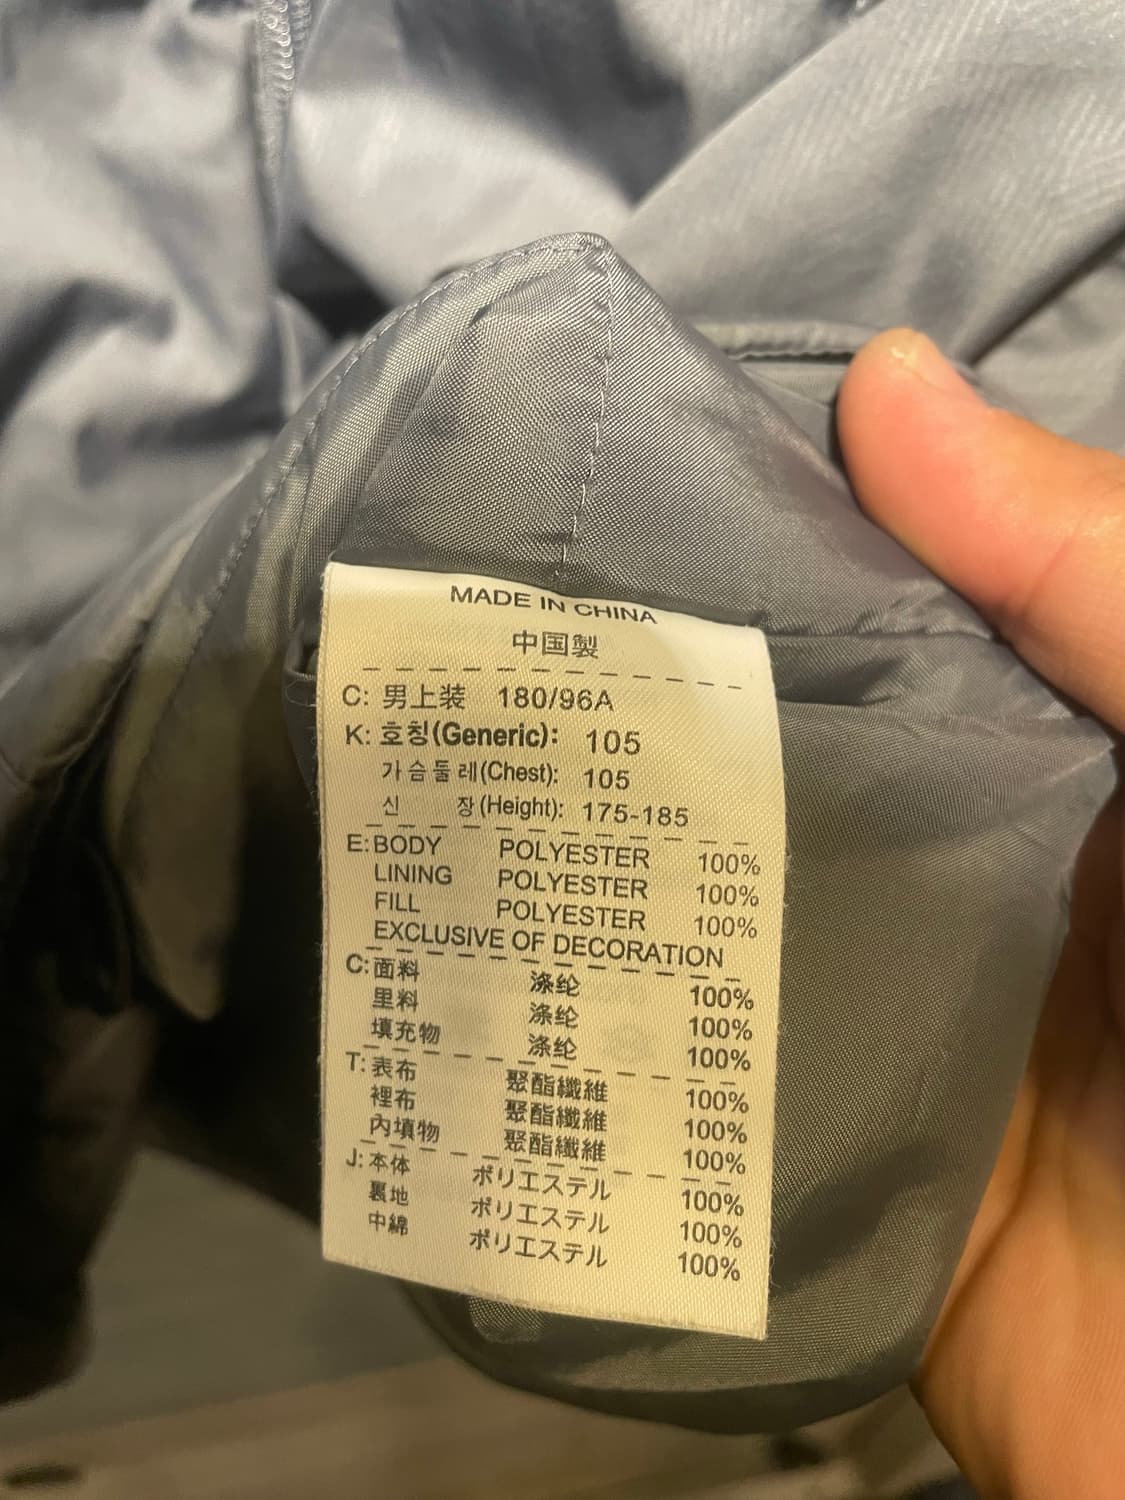 MADE IN CHINA
中国製
C: 男上装 180/96A
K: 호칭(Generic): 105
가슴둘레(Chest): 105
신 장(Height): 175-185
E: BODY POLYESTER 100%
LINING POLYESTER 100%
FILL POLYESTER 100%
EXCLUSIVE OF DECORATION
C: 面料 涤纶 100%
里料 涤纶 100%
填充物 涤纶 100%
T: 表布 聚酯纖維 100%
裡布 聚酯纖維 100%
內填物 聚酯纖維 100%
J: 本体 ポリエステル 100%
裏地 ポリエステル 100%
中綿 ポリエステル 100%